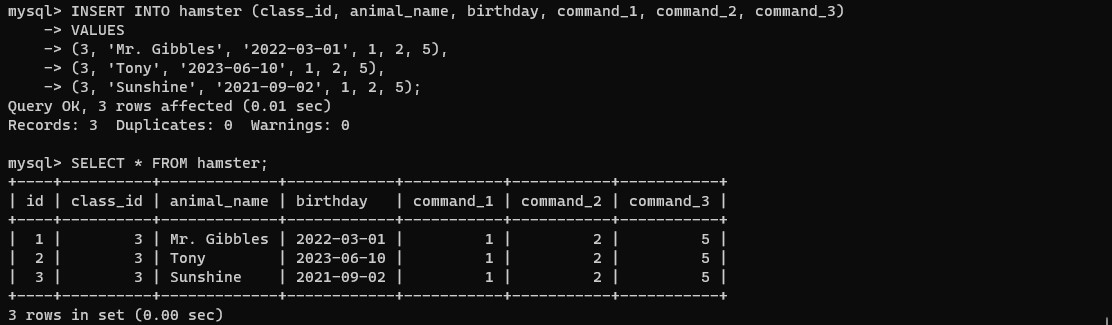 mysql> INSERT INTO hamster (class_id, animal_name, birthday, command_1, command_2, command_3)
    -> VALUES
    -> (3, 'Mr. Gibbles', '2022-03-01', 1, 2, 5),
    -> (3, 'Tony', '2023-06-10', 1, 2, 5),
    -> (3, 'Sunshine', '2021-09-02', 1, 2, 5);
Query OK, 3 rows affected (0.01 sec)
Records: 3  Duplicates: 0  Warnings: 0

mysql> SELECT * FROM hamster;
+----+----------+-------------+------------+-----------+-----------+-----------+
| id | class_id | animal_name | birthday   | command_1 | command_2 | command_3 |
+----+----------+-------------+------------+-----------+-----------+-----------+
|  1 |        3 | Mr. Gibbles | 2022-03-01 |         1 |         2 |         5 |
|  2 |        3 | Tony        | 2023-06-10 |         1 |         2 |         5 |
|  3 |        3 | Sunshine    | 2021-09-02 |         1 |         2 |         5 |
+----+----------+-------------+------------+-----------+-----------+-----------+
3 rows in set (0.00 sec)